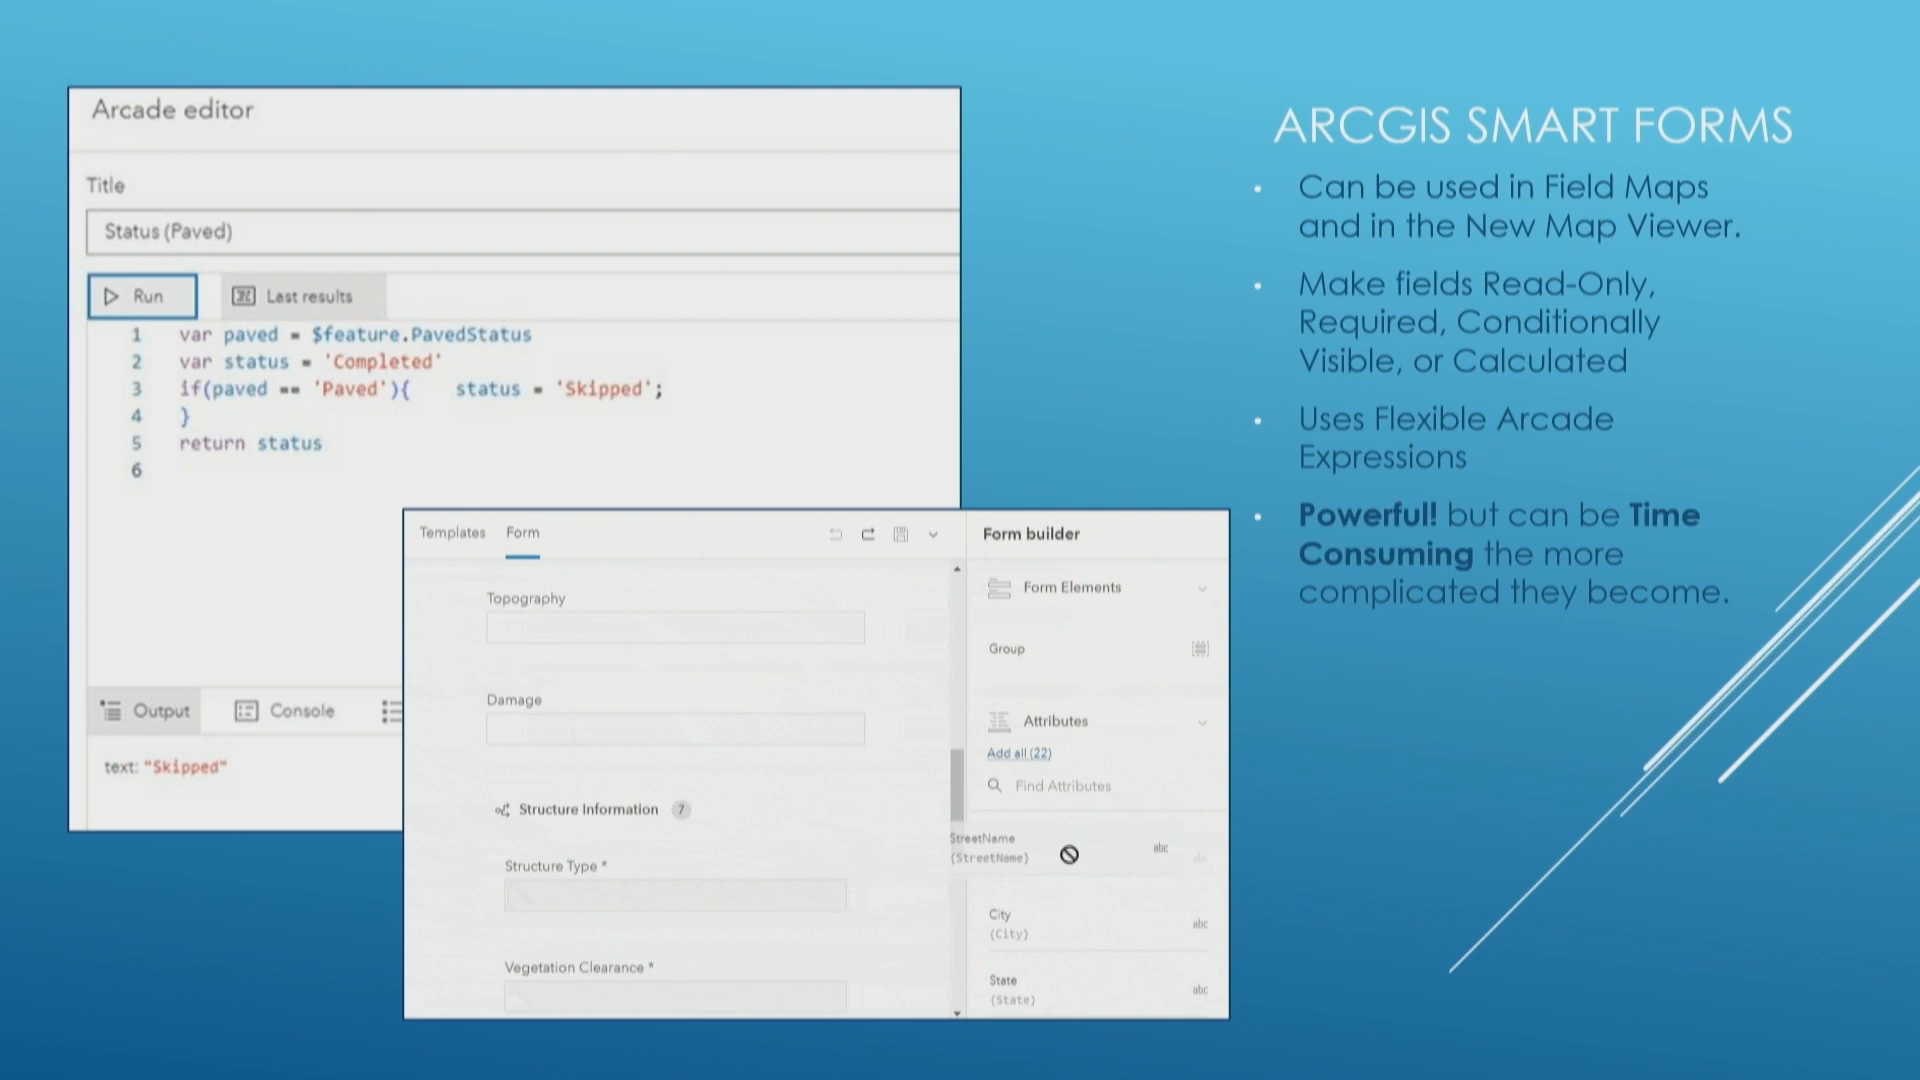 Arcade editor
Title
Status (Paved)
Run
Last results
1 var paved = $feature.PavedStatus
2 var status = 'Completed'
3 if(paved == 'Paved'){    status = 'Skipped';
4 }
5 return status
6
Output
Console
text: "Skipped"
Templates
Form
Topography
Damage
Structure Information 7
Structure Type *
Vegetation Clearance *
Form builder
Form Elements
Group
Attributes
Add all (22)
Find Attributes
StreetName
{StreetName}
abc
City
{City}
abc
State
{State}
abc
ARCGIS SMART FORMS
• Can be used in Field Maps
and in the New Map Viewer.
• Make fields Read-Only,
Required, Conditionally
Visible, or Calculated
• Uses Flexible Arcade
Expressions
• Powerful! but can be Time
Consuming the more
complicated they become.